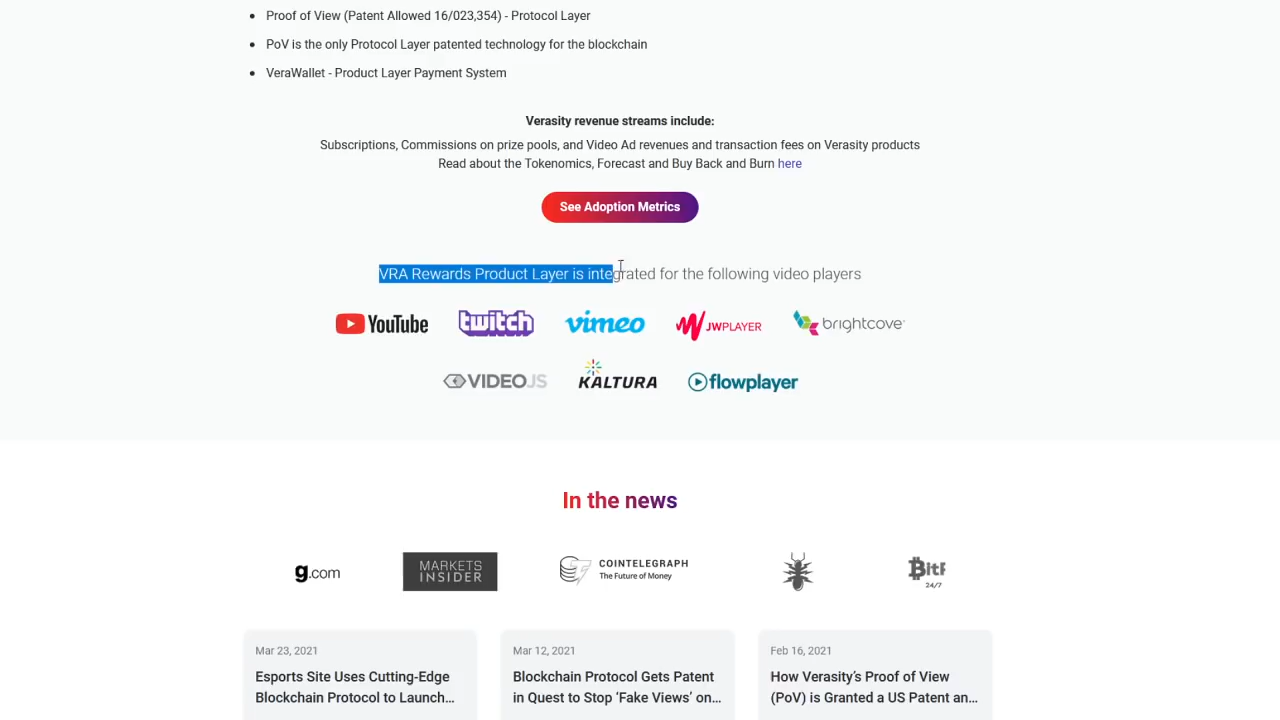 Proof of View (Patent Allowed 16/023,354) - Protocol Layer
PoV is the only Protocol Layer patented technology for the blockchain
VeraWallet - Product Layer Payment System
Verasity revenue streams include:
Subscriptions, Commissions on prize pools, and Video Ad revenues and transaction fees on Verasity products
Read about the Tokenomics, Forecast and Buy Back and Burn here
See Adoption Metrics
VRA Rewards Product Layer is integrated for the following video players
YouTube twitch vimeo JWPLAYER brightcove
VIDEOJS KALTURA flowplayer
In the news
g.com MARKETS INSIDER COINTELEGRAPH The Future of Money 24/7
Mar 23, 2021
Esports Site Uses Cutting-Edge
Blockchain Protocol to Launch...
Mar 12, 2021
Blockchain Protocol Gets Patent
in Quest to Stop ‘Fake Views’ on...
Feb 16, 2021
How Verasity’s Proof of View
(PoV) is Granted a US Patent an...